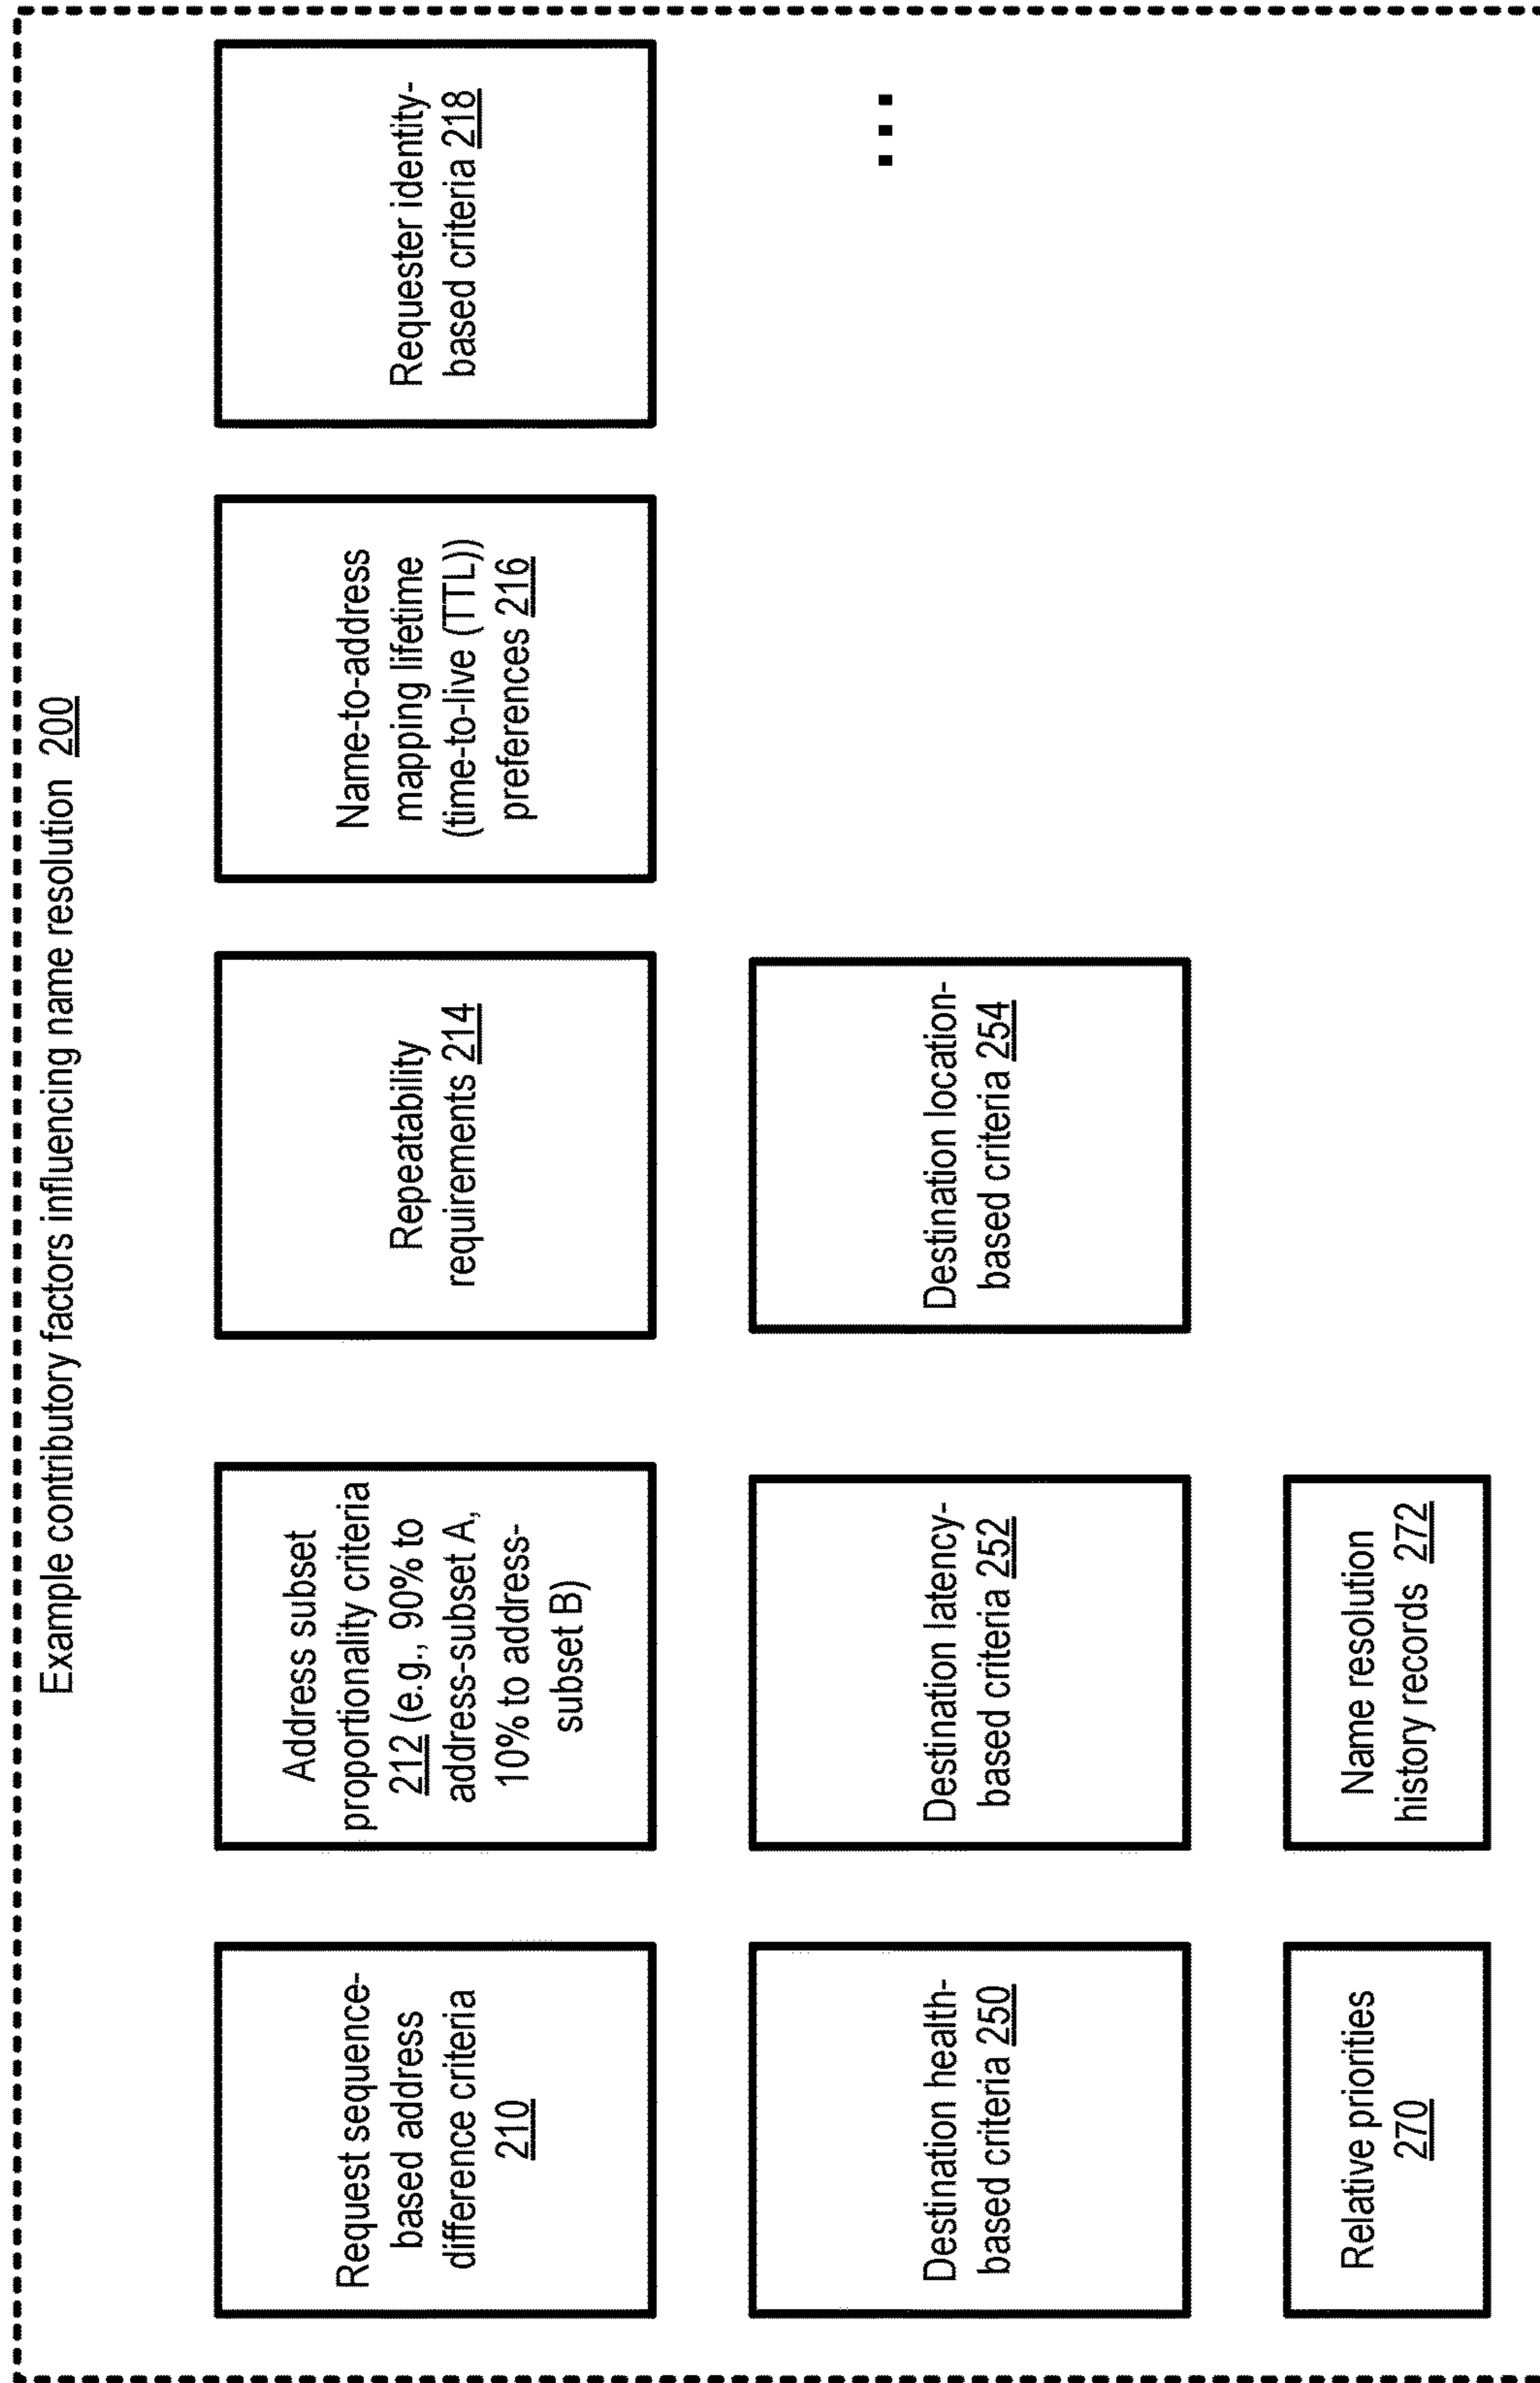 Example contributory factors influencing name resolution 200
Request sequence-
based address
difference criteria
210
Address subset
proportionality criteria
212 (e.g., 90% to
address-subset A,
10% to address-
subset B)
Repeatability
requirements 214
Name-to-address
mapping lifetime
(time-to-live (TTL))
preferences 216
Requester identity-
based criteria 218
Destination health-
based criteria 250
Destination latency-
based criteria 252
Destination location-
based criteria 254
...
Relative priorities
270
Name resolution
history records 272